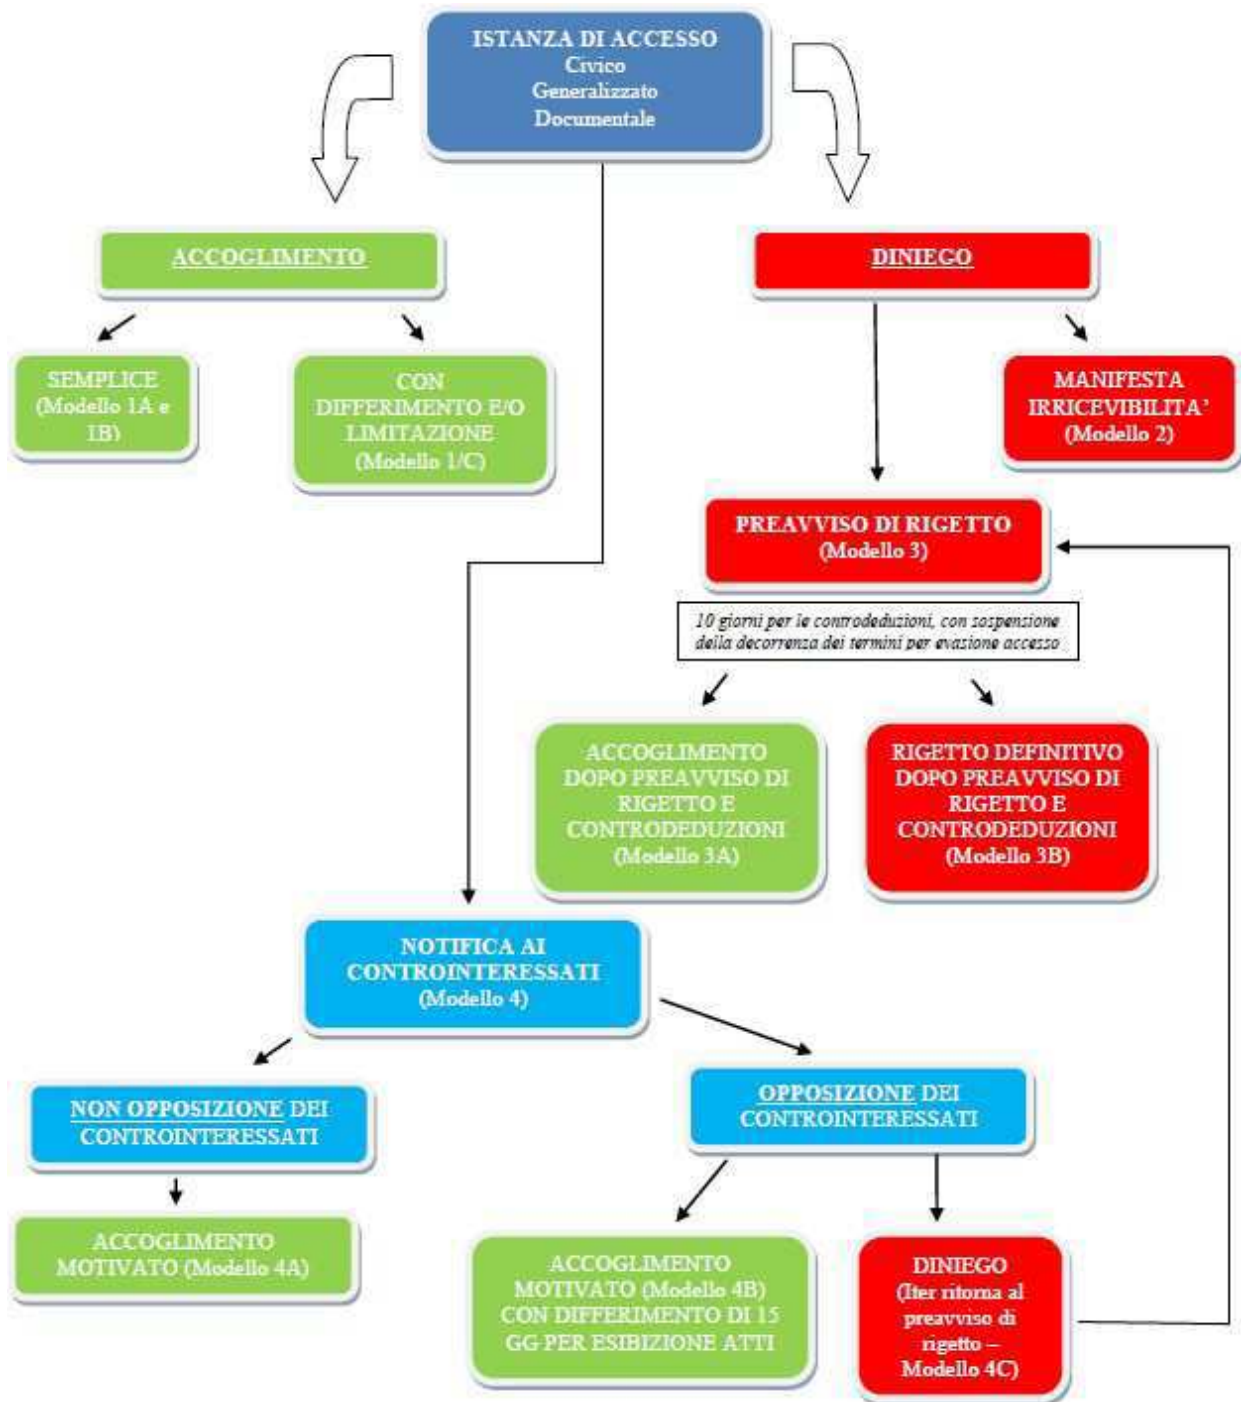 ISTANZA DI ACCESSO
Civico
Generalizzato
Documentale
ACCOGLIMENTO
DINIEGO
SEMPLICE
(Modello 1A e
1B)
CON
DIFFERIMENTO E/O
LIMITAZIONE
(Modello 1/C)
MANIFESTA
IRRICEVIBILITA’
(Modello 2)
PREAVVISO DI RIGETTO
(Modello 3)
10 giorni per le controdeduzioni, con sospensione
della decorrenza dei termini per evasione accesso
ACCOGLIMENTO
DOPO PREAVVISO DI
RIGETTO E
CONTRODEDUZIONI
(Modello 3A)
RIGETTO DEFINITIVO
DOPO PREAVVISO DI
RIGETTO E
CONTRODEDUZIONI
(Modello 3B)
NOTIFICA AI
CONTROINTERESSATI
(Modello 4)
NON OPPOSIZIONE DEI
CONTROINTERESSATI
OPPOSIZIONE DEI
CONTROINTERESSATI
ACCOGLIMENTO
MOTIVATO (Modello 4A)
ACCOGLIMENTO
MOTIVATO (Modello 4B)
CON DIFFERIMENTO DI 15
GG PER ESIBIZIONE ATTI
DINIEGO
(Iter ritorna al
preavviso di
rigetto –
Modello 4C)